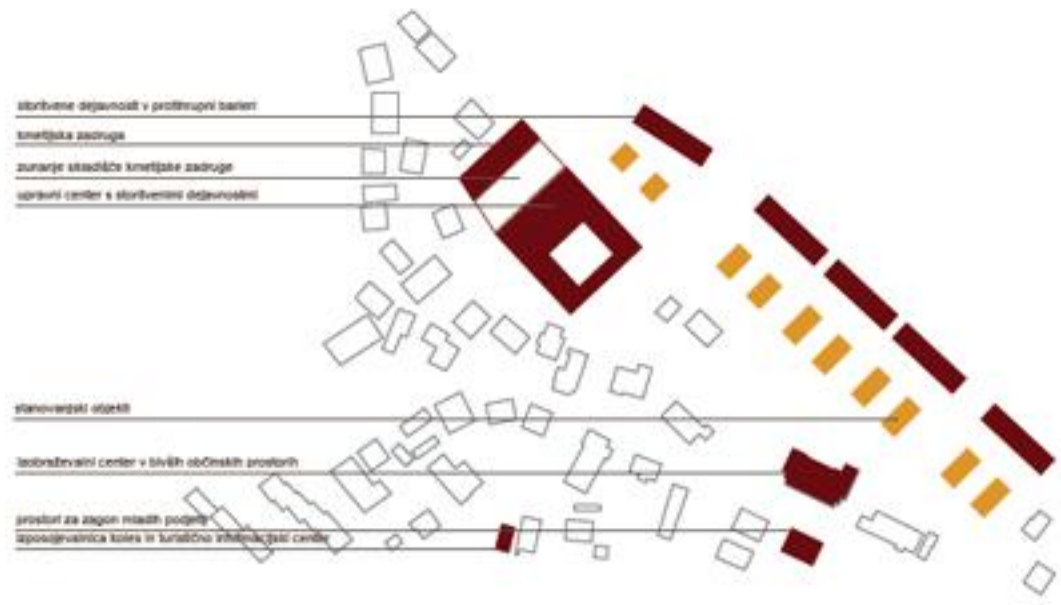 storitvene dejavnosti v protihrupni barieri
kmetijska zadruga
zunanje skladišče kmetijske zadruge
upravni center s storitvenimi dejavnostmi
stanovanjski objekti
izobraževalni center v bivših občinskih prostorih
prostori za zagon mladih podjetij
izposojevalnica koles in turistično informacijski center